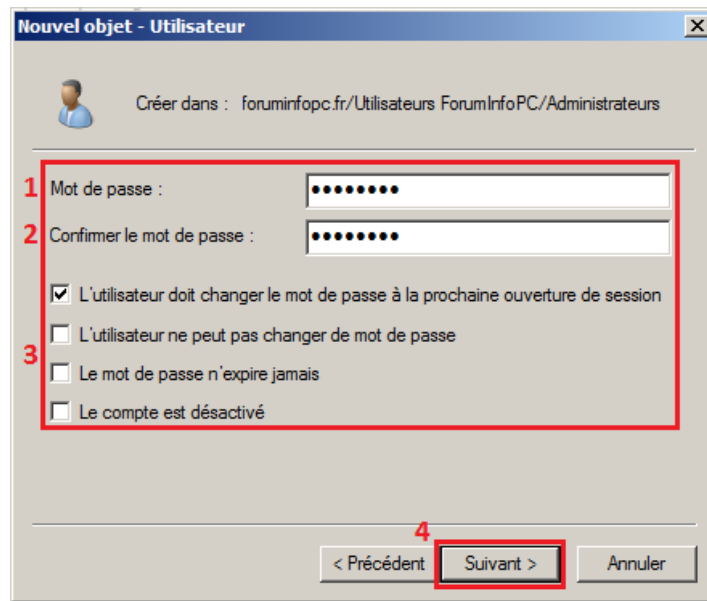 Nouvel objet - Utilisateur
Créer dans : foruminfopc.fr/Utilisateurs ForumInfoPC/Administrateurs
1 Mot de passe : ••••••••
2 Confirmer le mot de passe : ••••••••
L'utilisateur doit changer le mot de passe à la prochaine ouverture de session
L'utilisateur ne peut pas changer de mot de passe
3
Le mot de passe n'expire jamais
Le compte est désactivé
4
< Précédent Suivant > Annuler